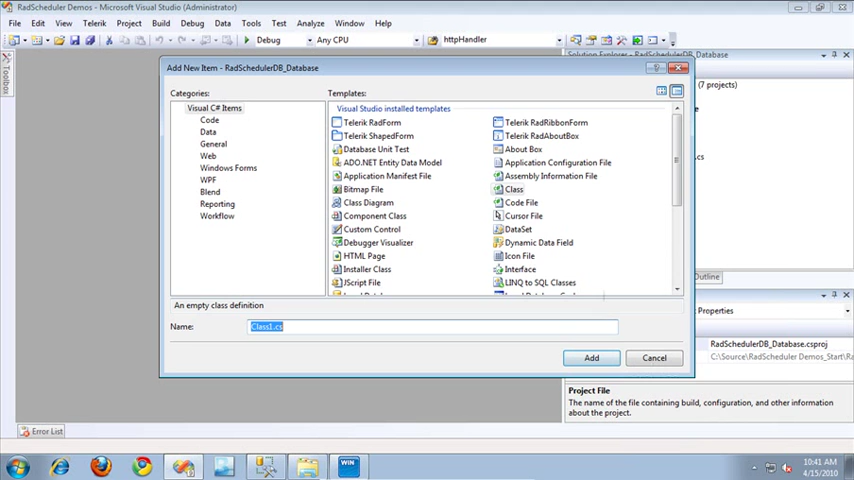 RadScheduler Demos - Microsoft Visual Studio (Administrator)
File Edit View Telerik Project Build Debug Data Tools Test Analyze Window Help
Debug Any CPU httpHandler
Toolbox
Add New Item - RadSchedulerDB_Database
Categories:
Visual C# Items
Code
Data
General
Web
Windows Forms
WPF
Blend
Reporting
Workflow
Templates:
Visual Studio installed templates
Telerik RadForm
Telerik RadRibbonForm
Telerik ShapedForm
Telerik RadAboutBox
Database Unit Test
About Box
ADO.NET Entity Data Model
Application Configuration File
Application Manifest File
Assembly Information File
Bitmap File
Class
Class Diagram
Code File
Component Class
Cursor File
Custom Control
DataSet
Debugger Visualizer
Dynamic Data Field
HTML Page
Icon File
Installer Class
Interface
JScript File
LINQ to SQL Classes
An empty class definition
Name: Class1.cs
Add Cancel
Solution Explorer - RadSchedulerDB_Database
(7 projects)
.cs
Outline
Properties
RadSchedulerDB_Database.csproj
C:\Source\RadScheduler Demos_Start\Ra
Project File
The name of the file containing build, configuration, and other information about the project.
Error List
WIN
10:41 AM
4/15/2010